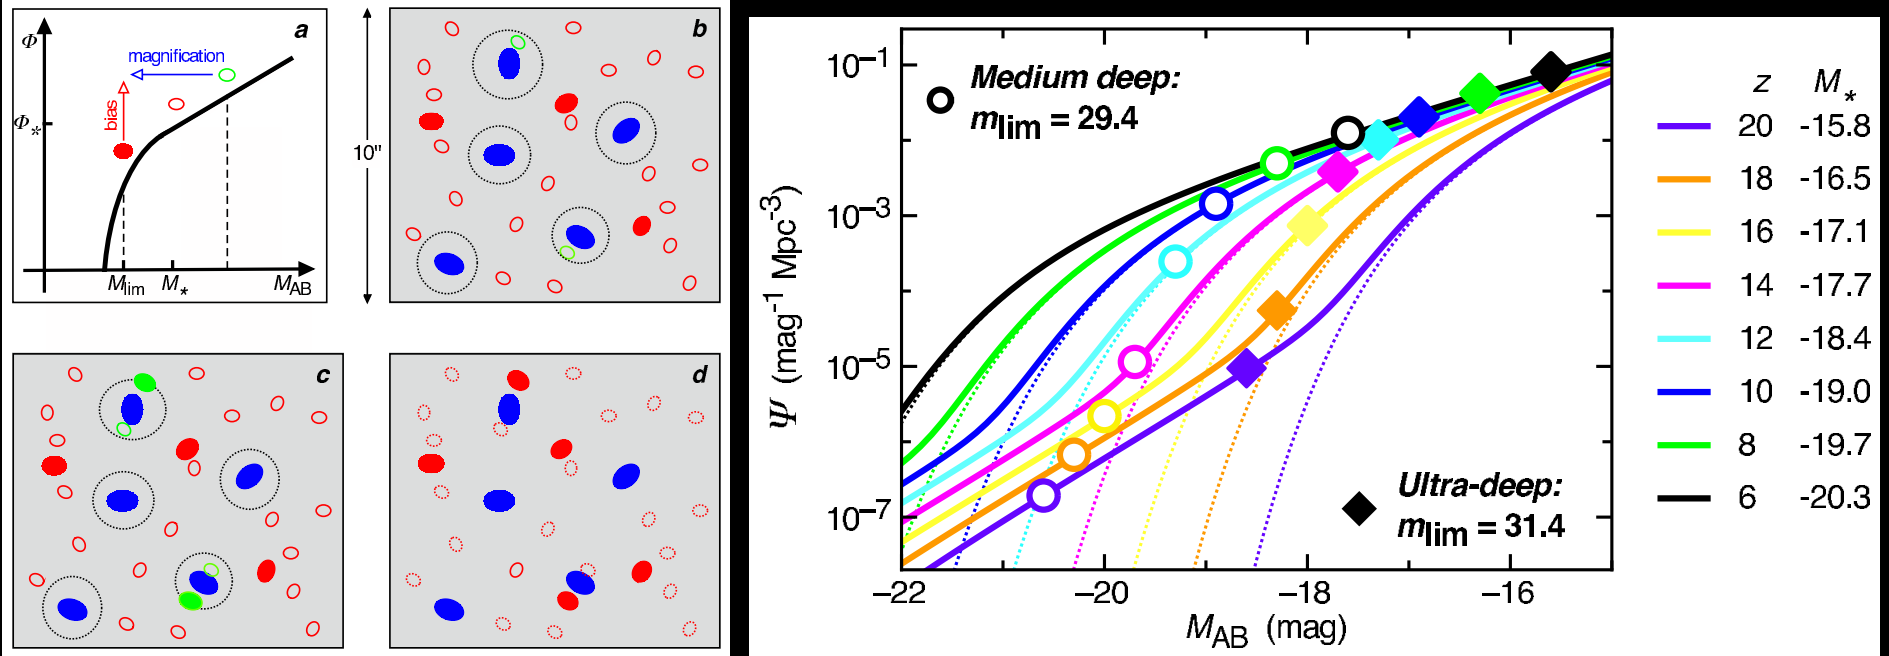 a
Φ
magnification
bias
Φ*
Mlim
M*
MAB
b
10"
c
d
Medium deep:
mlim = 29.4
Ultra-deep:
mlim = 31.4
10−1
10−3
10−5
10−7
Ψ (mag-1 Mpc-3)
−22
−20
−18
−16
MAB (mag)
z M*
20 -15.8
18 -16.5
16 -17.1
14 -17.7
12 -18.4
10 -19.0
8 -19.7
6 -20.3